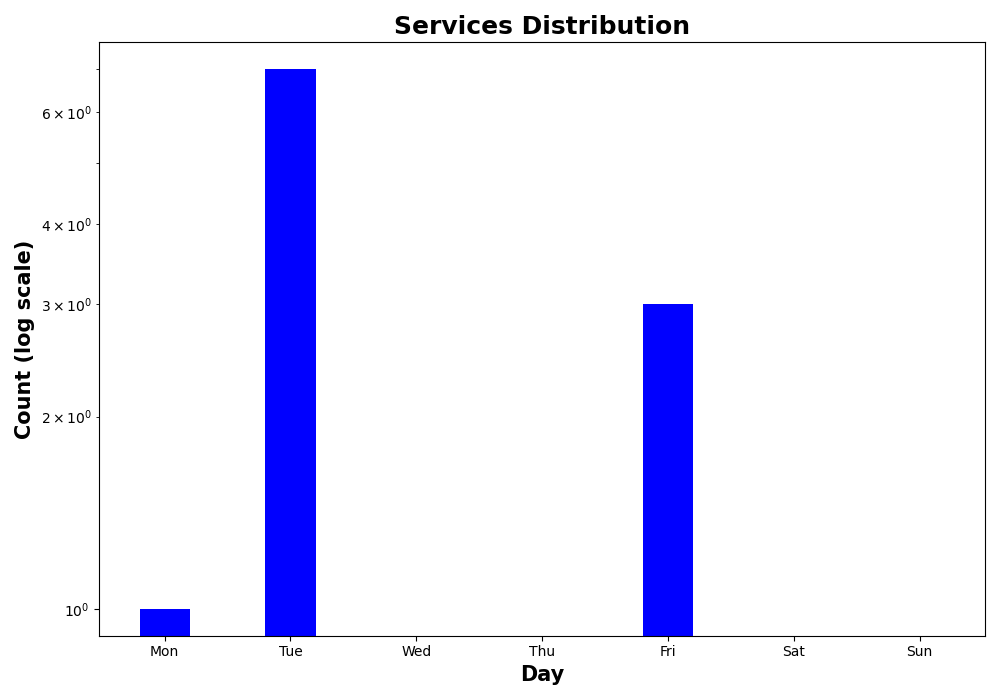 Services Distribution
Count (log scale)
6 × 10⁰
4 × 10⁰
3 × 10⁰
2 × 10⁰
10⁰
Mon Tue Wed Thu Fri Sat Sun
Day